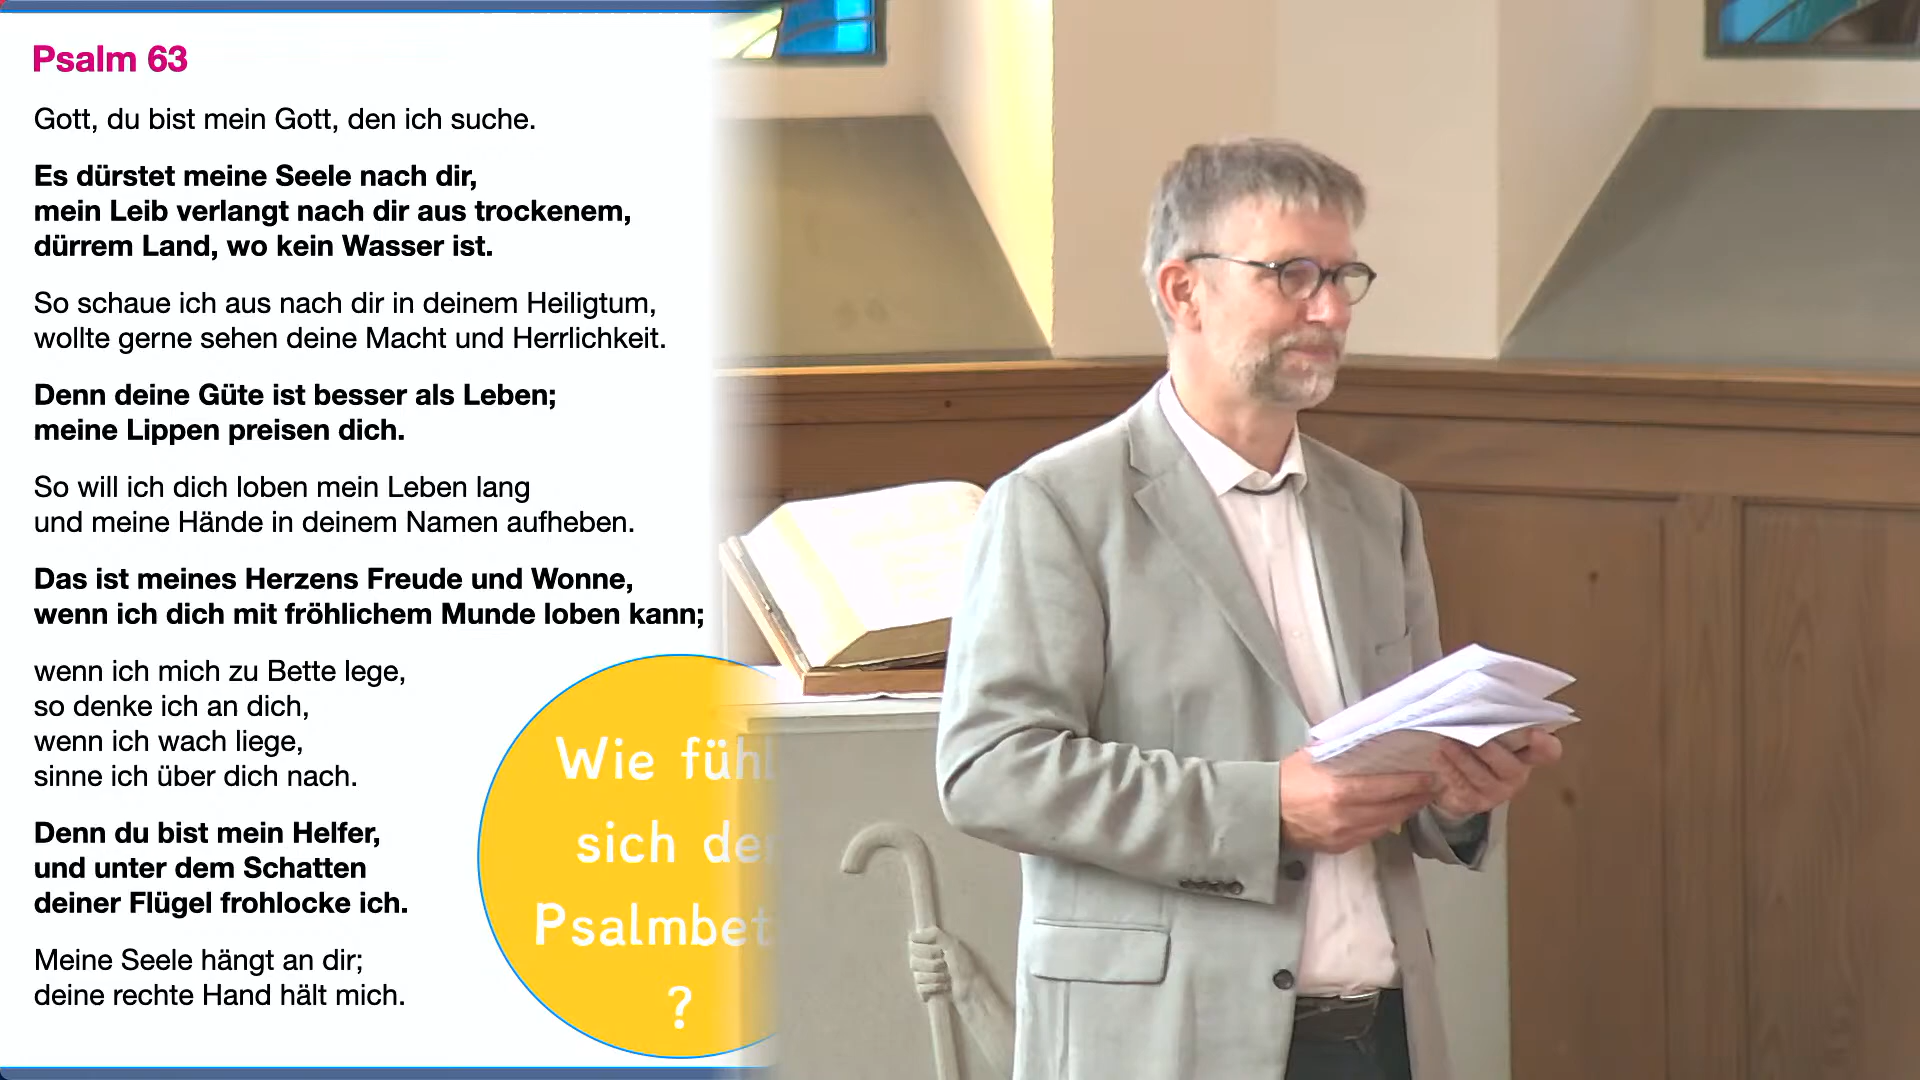 Psalm 63
Gott, du bist mein Gott, den ich suche.
Es dürstet meine Seele nach dir,
mein Leib verlangt nach dir aus trockenem,
dürrem Land, wo kein Wasser ist.
So schaue ich aus nach dir in deinem Heiligtum,
wollte gerne sehen deine Macht und Herrlichkeit.
Denn deine Güte ist besser als Leben;
meine Lippen preisen dich.
So will ich dich loben mein Leben lang
und meine Hände in deinem Namen aufheben.
Das ist meines Herzens Freude und Wonne,
wenn ich dich mit fröhlichem Munde loben kann;
wenn ich mich zu Bette lege,
so denke ich an dich,
wenn ich wach liege,
sinne ich über dich nach.
Denn du bist mein Helfer,
und unter dem Schatten
deiner Flügel frohlocke ich.
Meine Seele hängt an dir;
deine rechte Hand hält mich.
Wie fühl
sich der
Psalmbet
?